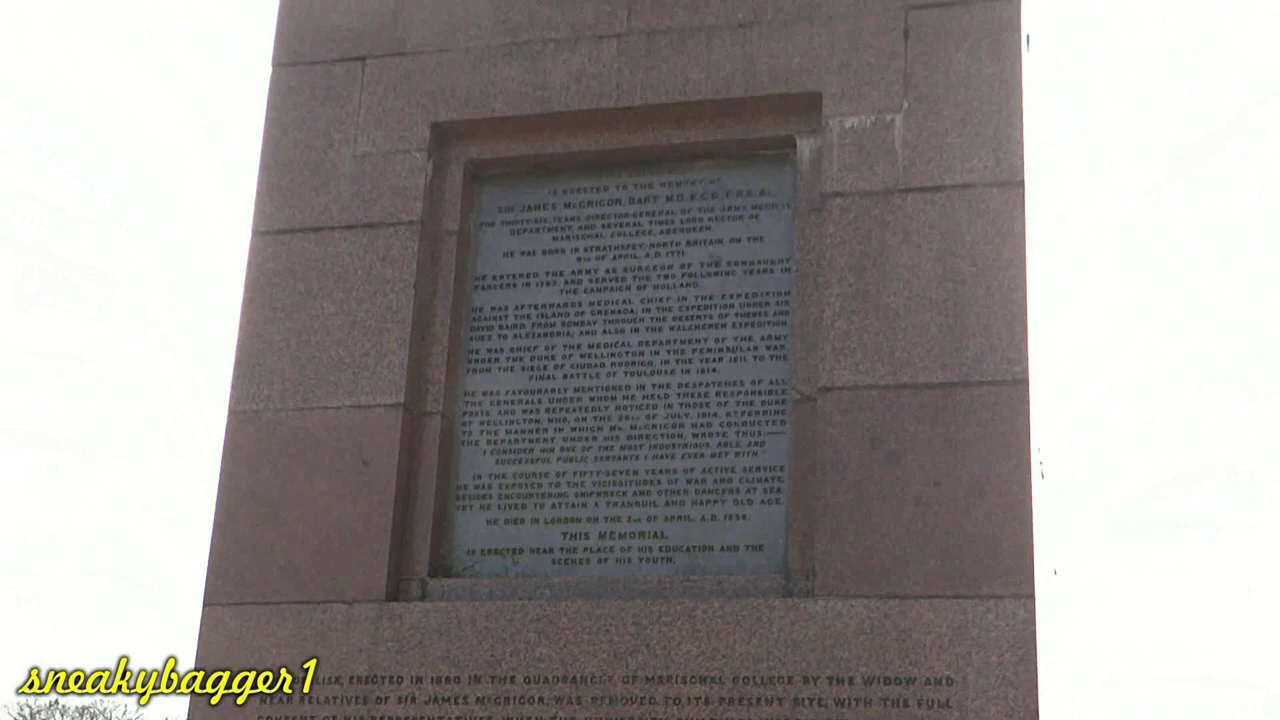 IS ERECTED TO THE MEMORY OF
SIR JAMES McGRIGOR, BART M.D. K.C.B. F.R.S. &c.,
FOR THIRTY-SIX YEARS DIRECTOR-GENERAL OF THE ARMY MEDICAL
DEPARTMENT, AND SEVERAL TIMES LORD RECTOR OF
MARISCHAL COLLEGE, ABERDEEN.
HE WAS BORN IN STRATHSPEY, NORTH BRITAIN, ON THE
9TH OF APRIL, A.D. 1771.
HE ENTERED THE ARMY AS SURGEON OF THE CONNAUGHT
RANGERS IN 1793, AND SERVED THE TWO FOLLOWING YEARS IN
THE CAMPAIGN OF HOLLAND.
HE WAS AFTERWARDS MEDICAL CHIEF IN THE EXPEDITION
AGAINST THE ISLAND OF GRENADA; IN THE EXPEDITION UNDER SIR
DAVID BAIRD, FROM BOMBAY THROUGH THE DESERTS OF THEBES AND
SUEZ TO ALEXANDRIA; AND ALSO IN THE WALCHEREN EXPEDITION
HE WAS CHIEF OF THE MEDICAL DEPARTMENT OF THE ARMY
UNDER THE DUKE OF WELLINGTON IN THE PENINSULAR WAR,
FROM THE SIEGE OF CIUDAD RODRIGO, IN THE YEAR 1811, TO THE
FINAL BATTLE OF TOULOUSE IN 1814.
HE WAS FAVOURABLY MENTIONED IN THE DESPATCHES OF ALL
THE GENERALS UNDER WHOM HE HELD THESE RESPONSIBLE
POSTS, AND WAS REPEATEDLY NOTICED IN THOSE OF THE DUKE
OF WELLINGTON, WHO, ON THE 26TH OF JULY, 1814, REFERRING
TO THE MANNER IN WHICH MR. McGRIGOR HAD CONDUCTED
THE DEPARTMENT UNDER HIS DIRECTION, WROTE THUS:—
I CONSIDER HIM ONE OF THE MOST INDUSTRIOUS, ABLE, AND
SUCCESSFUL PUBLIC SERVANTS I HAVE EVER MET WITH."
IN THE COURSE OF FIFTY-SEVEN YEARS OF ACTIVE SERVICE
HE WAS EXPOSED TO THE VICISSITUDES OF WAR AND CLIMATE,
BESIDES ENCOUNTERING SHIPWRECK AND OTHER DANGERS AT SEA
YET HE LIVED TO ATTAIN A TRANQUIL AND HAPPY OLD AGE.
HE DIED IN LONDON ON THE 2ND OF APRIL, A.D. 1858.
THIS MEMORIAL
IS ERECTED NEAR THE PLACE OF HIS EDUCATION AND THE
SCENES OF HIS YOUTH.
ERECTED IN 1860 IN THE QUADRANGLE OF MARISCHAL COLLEGE BY THE WIDOW AND
NEAR RELATIVES OF SIR JAMES McGRIGOR, WAS REMOVED TO ITS PRESENT SITE, WITH THE FULL
sneakybagger1